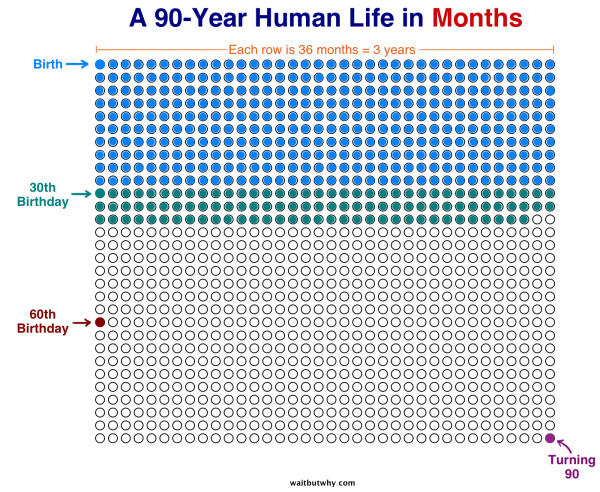 A 90-Year Human Life in Months
Each row is 36 months = 3 years
Birth
30th
Birthday
60th
Birthday
Turning
90
waitbutwhy.com